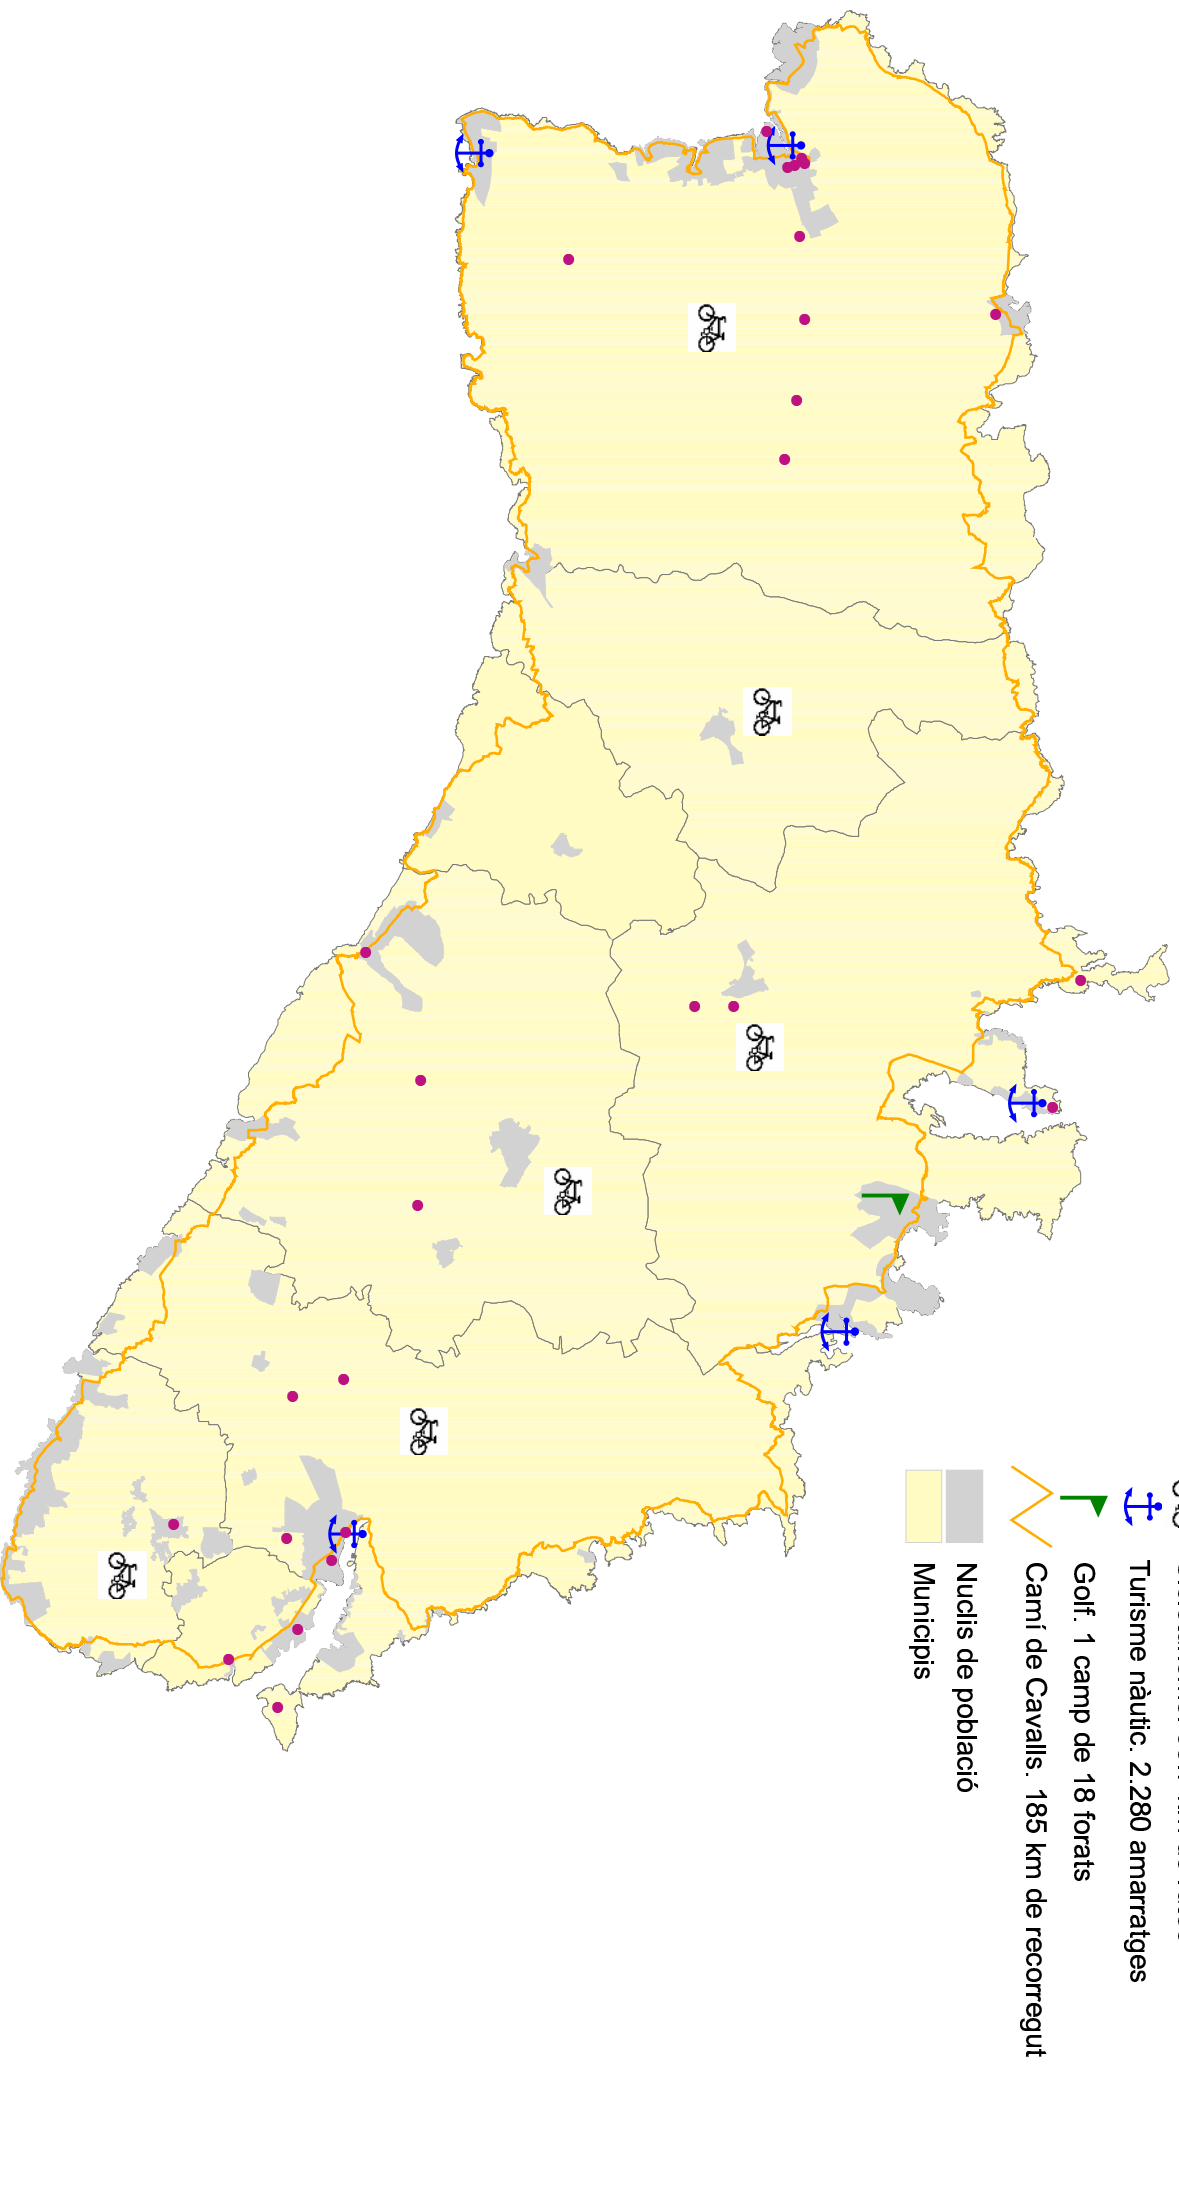 Turisme nàutic. 2.280 amarratges
Golf. 1 camp de 18 forats
Camí de Cavalls. 185 km de recorregut
Nuclis de població
Municipis